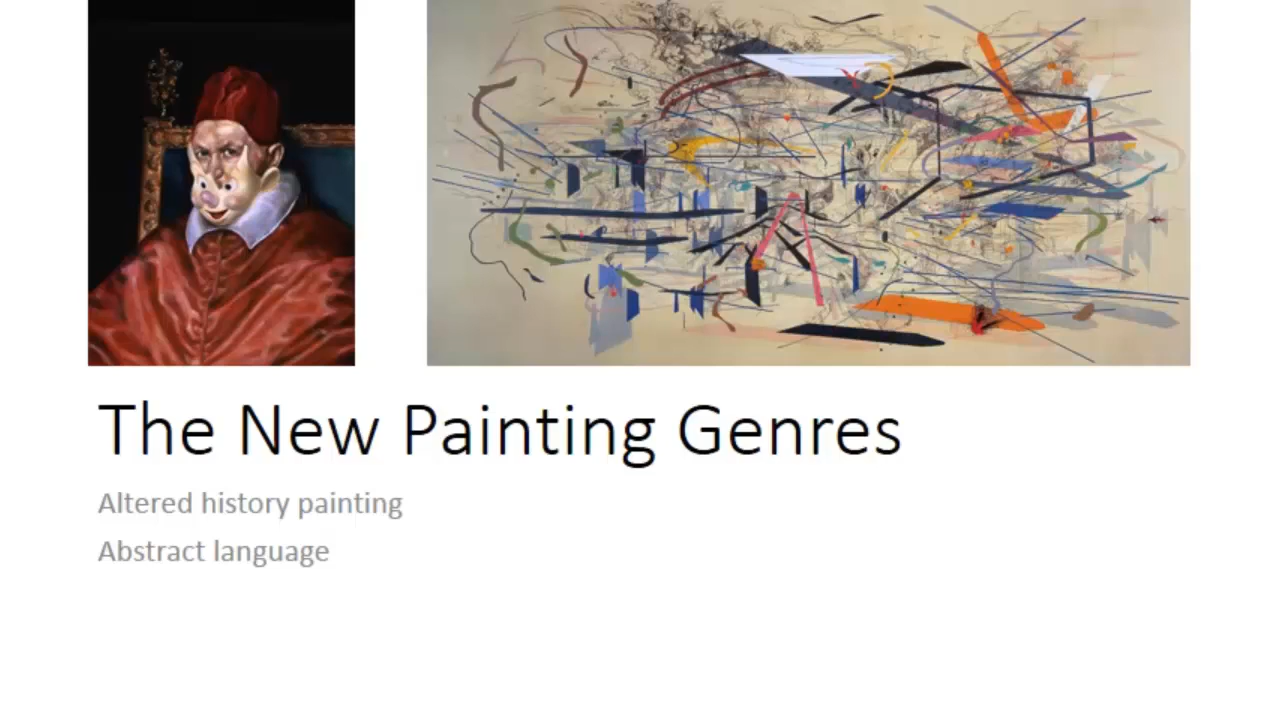 The New Painting Genres
Altered history painting
Abstract language